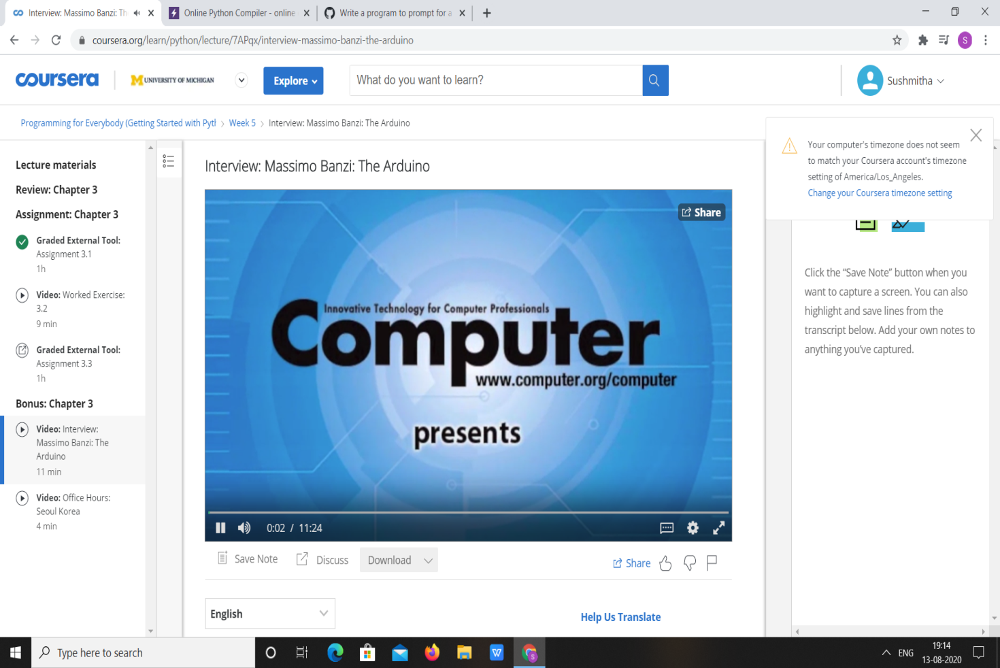 Interview: Massimo Banzi: Th
Online Python Compiler - online
Write a program to prompt for a
coursera.org/learn/python/lecture/7APqx/interview-massimo-banzi-the-arduino
S
coursera
M UNIVERSITY OF MICHIGAN
Explore
What do you want to learn?
Sushmitha
Programming for Everybody (Getting Started with Pyth
Week 5
Interview: Massimo Banzi: The Arduino
Your computer's timezone does not seem
to match your Coursera account's timezone
setting of America/Los_Angeles.
Change your Coursera timezone setting
Lecture materials
Review: Chapter 3
Assignment: Chapter 3
Graded External Tool:
Assignment 3.1
1h
Video: Worked Exercise:
3.2
9 min
Graded External Tool:
Assignment 3.3
1h
Bonus: Chapter 3
Video: Interview:
Massimo Banzi: The
Arduino
11 min
Video: Office Hours:
Seoul Korea
4 min
Interview: Massimo Banzi: The Arduino
Share
Innovative Technology for Computer Professionals
Computer
www.computer.org/computer
presents
0:02 / 11:24
Save Note
Discuss
Download
Share
English
Help Us Translate
Click the “Save Note” button when you
want to capture a screen. You can also
highlight and save lines from the
transcript below. Add your own notes to
anything you’ve captured.
Type here to search
W
S
ENG
19:14
13-08-2020